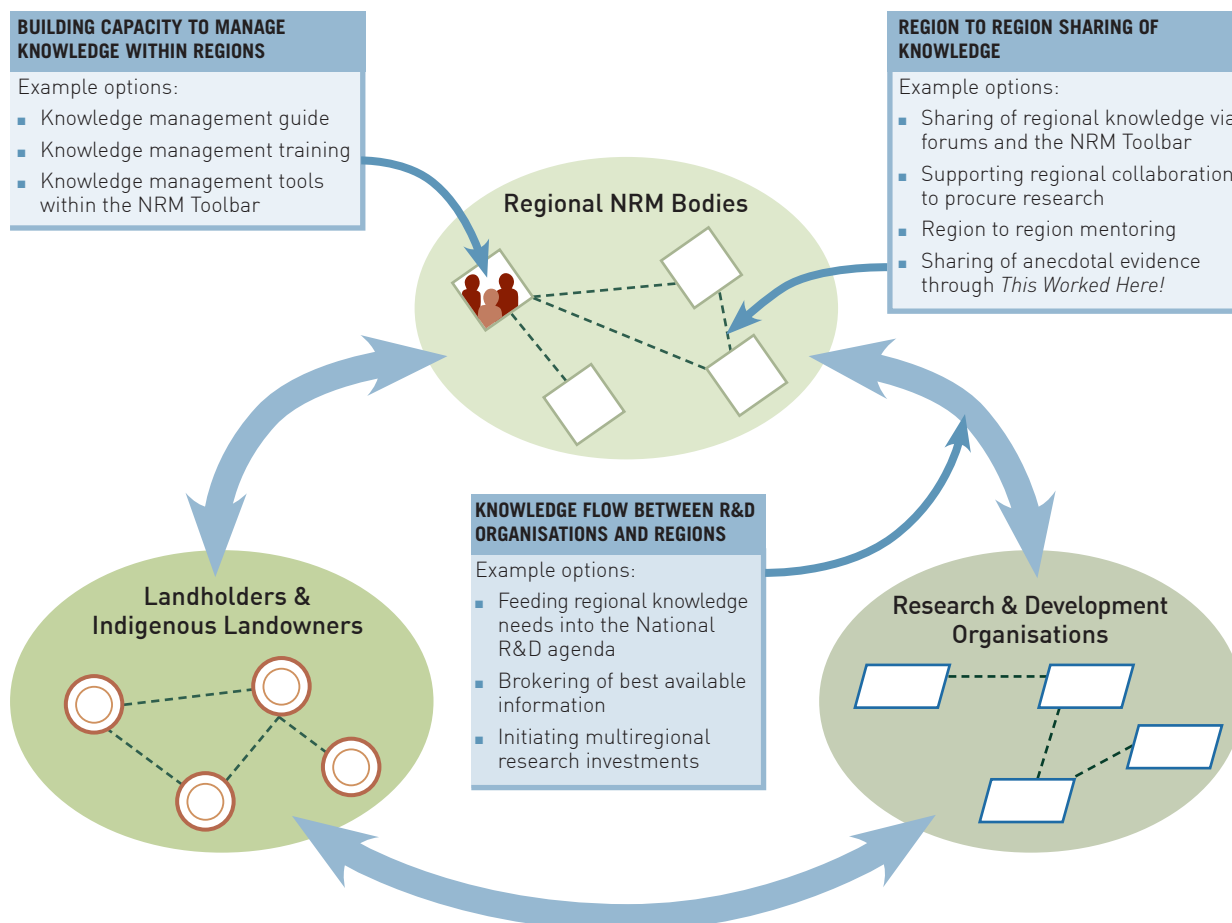 BUILDING CAPACITY TO MANAGE
KNOWLEDGE WITHIN REGIONS
Example options:
▪ Knowledge management guide
▪ Knowledge management training
▪ Knowledge management tools
within the NRM Toolbar
REGION TO REGION SHARING OF
KNOWLEDGE
Example options:
▪ Sharing of regional knowledge via
forums and the NRM Toolbar
▪ Supporting regional collaboration
to procure research
▪ Region to region mentoring
▪ Sharing of anecdotal evidence
through This Worked Here!
Regional NRM Bodies
KNOWLEDGE FLOW BETWEEN R&D
ORGANISATIONS AND REGIONS
Example options:
▪ Feeding regional knowledge
needs into the National
R&D agenda
▪ Brokering of best available
information
▪ Initiating multiregional
research investments
Landholders &
Indigenous Landowners
Research & Development
Organisations